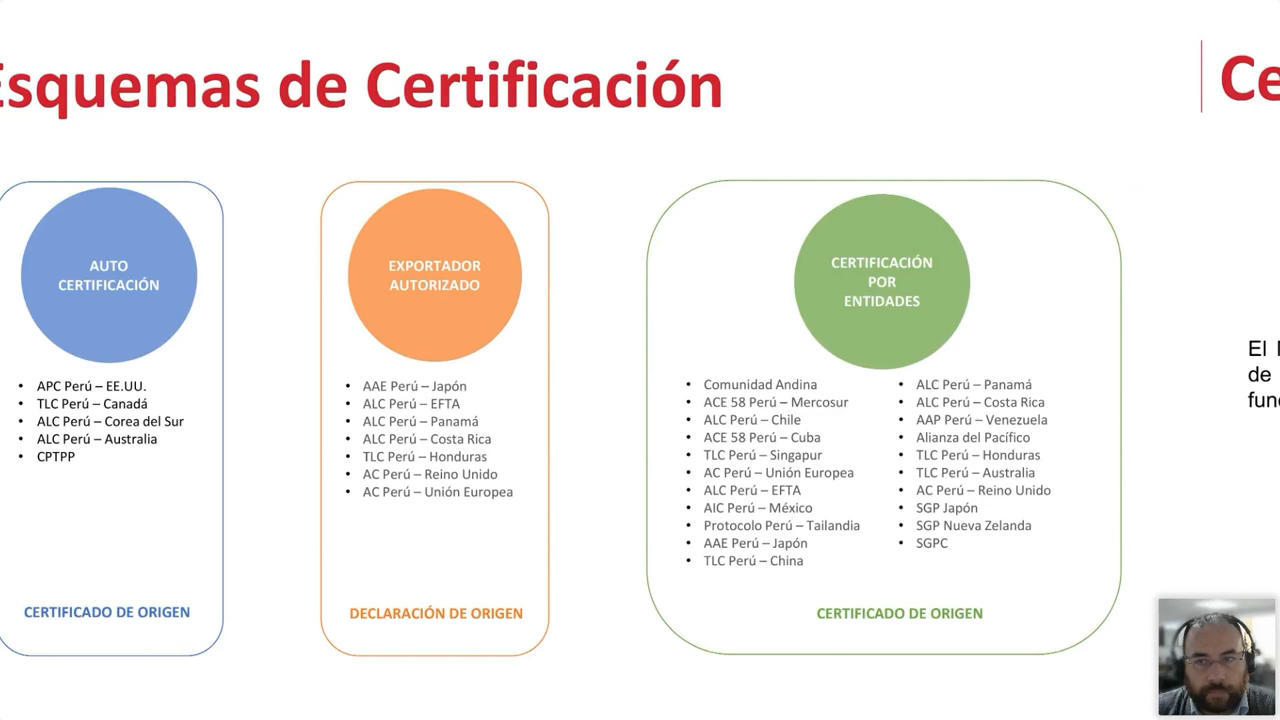 Esquemas de Certificación
Ce
AUTO
CERTIFICACIÓN
APC Perú – EE.UU.
TLC Perú – Canadá
ALC Perú – Corea del Sur
ALC Perú – Australia
CPTPP
CERTIFICADO DE ORIGEN
EXPORTADOR
AUTORIZADO
AAE Perú – Japón
ALC Perú – EFTA
ALC Perú – Panamá
ALC Perú – Costa Rica
TLC Perú – Honduras
AC Perú – Reino Unido
AC Perú – Unión Europea
DECLARACIÓN DE ORIGEN
CERTIFICACIÓN
POR
ENTIDADES
Comunidad Andina
ACE 58 Perú – Mercosur
ALC Perú – Chile
ACE 58 Perú – Cuba
TLC Perú – Singapur
AC Perú – Unión Europea
ALC Perú – EFTA
AIC Perú – México
Protocolo Perú – Tailandia
AAE Perú – Japón
TLC Perú – China
ALC Perú – Panamá
ALC Perú – Costa Rica
AAP Perú – Venezuela
Alianza del Pacífico
TLC Perú – Honduras
TLC Perú – Australia
AC Perú – Reino Unido
SGP Japón
SGP Nueva Zelanda
SGPC
CERTIFICADO DE ORIGEN
El
de
fun